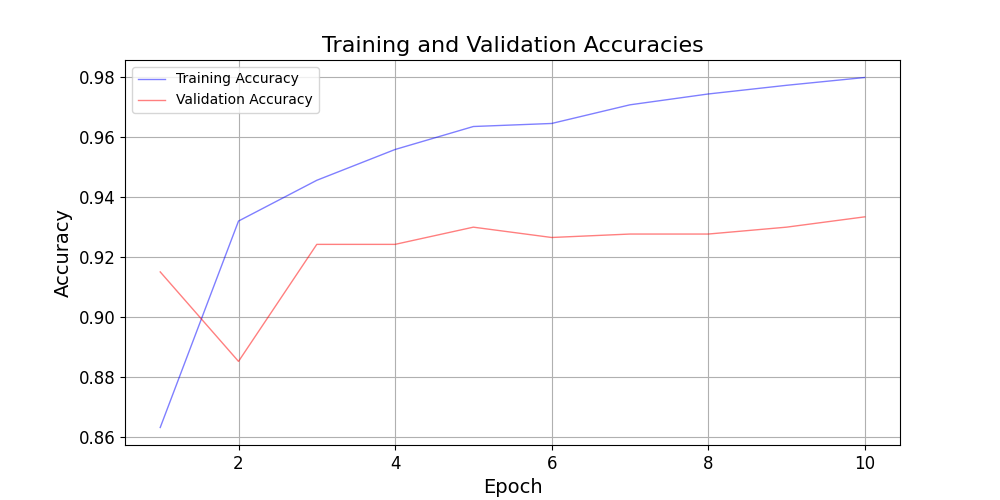 Training and Validation Accuracies
Training Accuracy
Validation Accuracy
0.98
0.96
0.94
0.92
0.90
0.88
0.86
Accuracy
2 4 6 8 10
Epoch